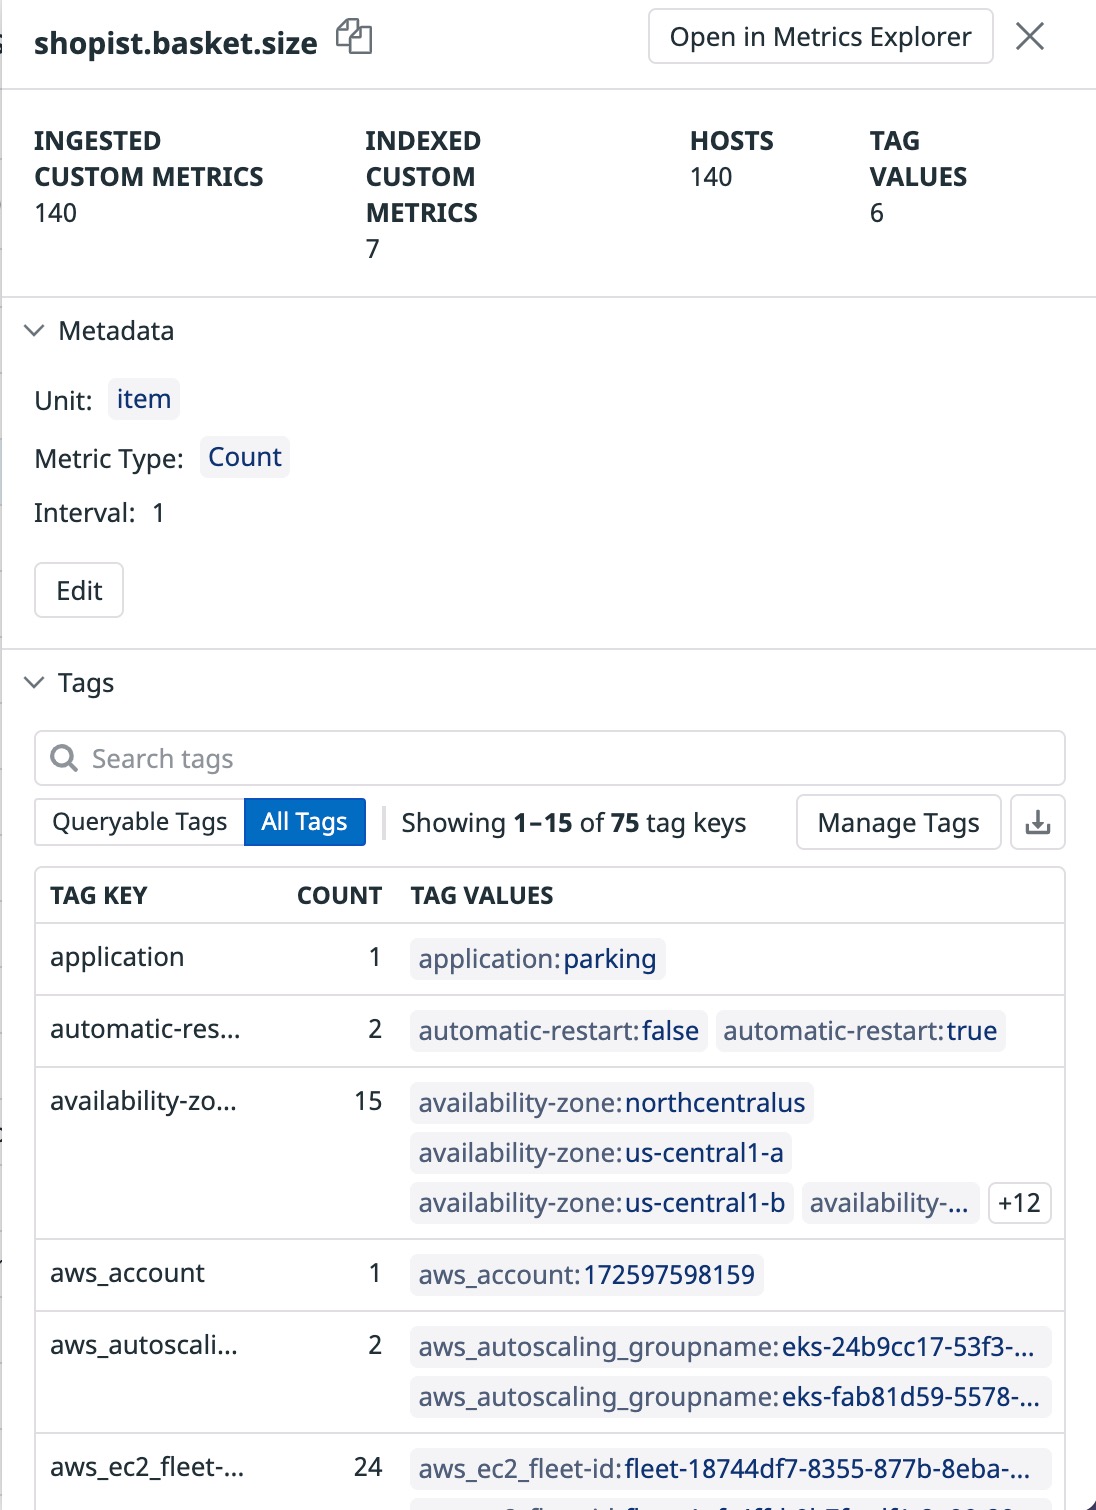 shopist.basket.size
Open in Metrics Explorer
INGESTED CUSTOM METRICS
140
INDEXED CUSTOM METRICS
7
HOSTS
140
TAG VALUES
6
Metadata
Unit: item
Metric Type: Count
Interval: 1
Edit
Tags
Search tags
Queryable Tags All Tags Showing 1–15 of 75 tag keys Manage Tags
TAG KEY COUNT TAG VALUES
application 1 application:parking
automatic-res... 2 automatic-restart:false automatic-restart:true
availability-zo... 15 availability-zone:northcentralus
availability-zone:us-central1-a
availability-zone:us-central1-b availability-... +12
aws_account 1 aws_account:172597598159
aws_autoscali... 2 aws_autoscaling_groupname:eks-24b9cc17-53f3-...
aws_autoscaling_groupname:eks-fab81d59-5578-...
aws_ec2_fleet-... 24 aws_ec2_fleet-id:fleet-18744df7-8355-877b-8eba-...